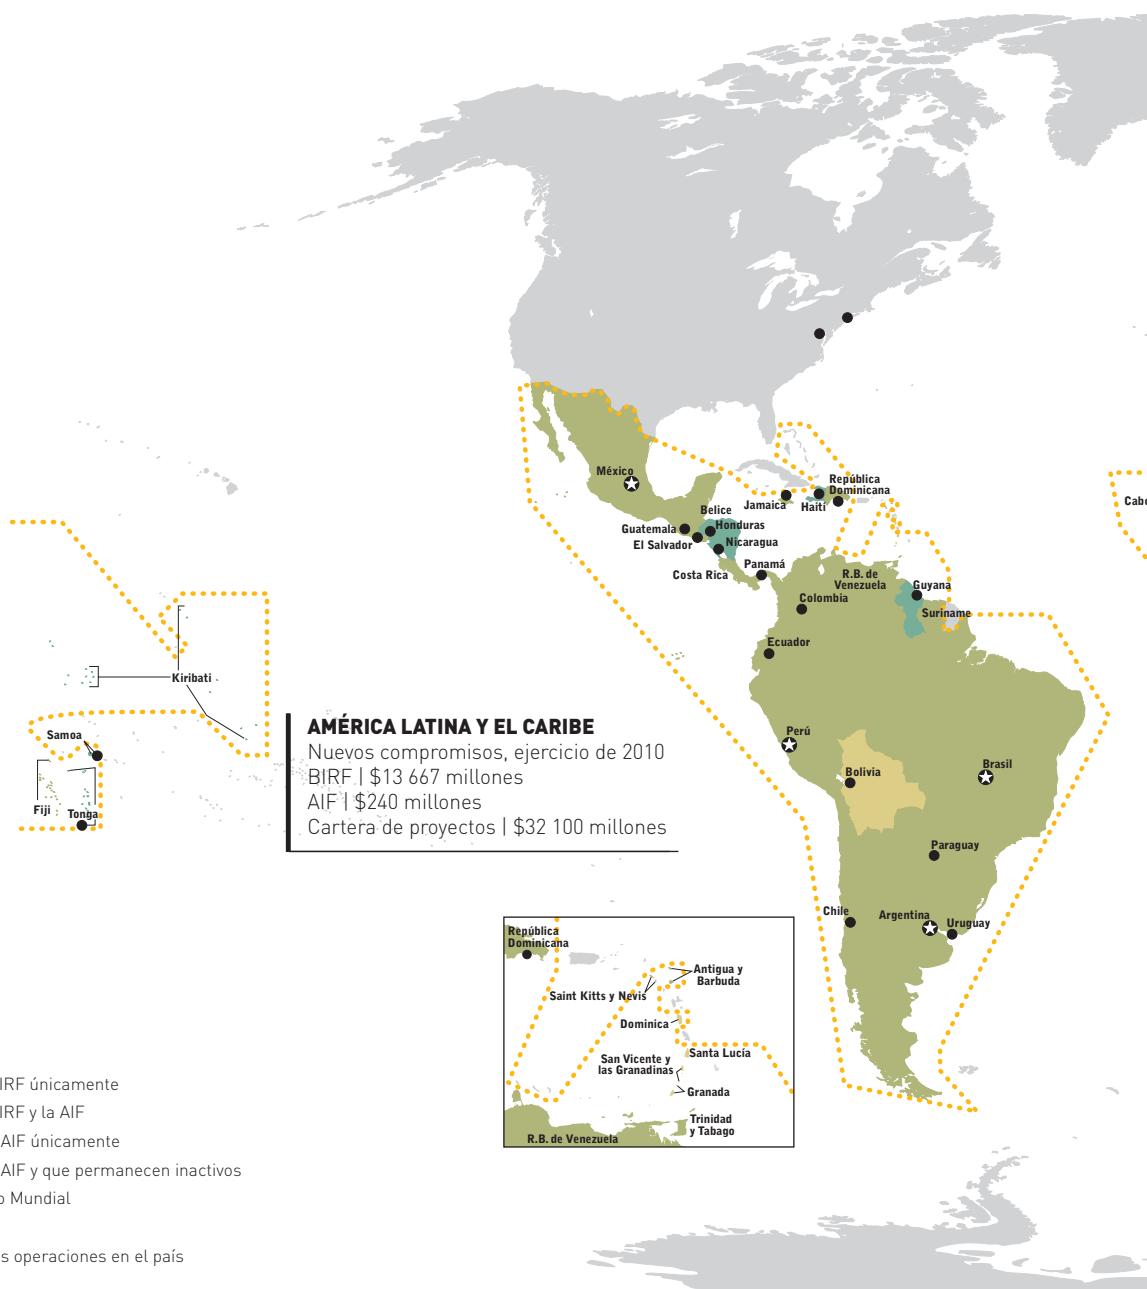 México
República
Dominicana
Jamaica
Haití
Belice
Guatemala
Honduras
El Salvador
Nicaragua
Costa Rica
Panamá
R.B. de
Venezuela
Guyana
Colombia
Suriname
Ecuador
Kiribati
Samoa
Fiji
Tonga
AMÉRICA LATINA Y EL CARIBE
Nuevos compromisos, ejercicio de 2010
BIRF | $13 667 millones
AIF | $240 millones
Cartera de proyectos | $32 100 millones
Perú
Bolivia
Brasil
Paraguay
Chile
Argentina
Uruguay
República
Dominicana
Antigua y
Barbuda
Saint Kitts y Nevis
Dominica
Santa Lucía
San Vicente y
las Granadinas
Granada
Trinidad
y Tabago
R.B. de Venezuela
IRF únicamente
IRF y la AIF
AIF únicamente
AIF y que permanecen inactivos
o Mundial
s operaciones en el país